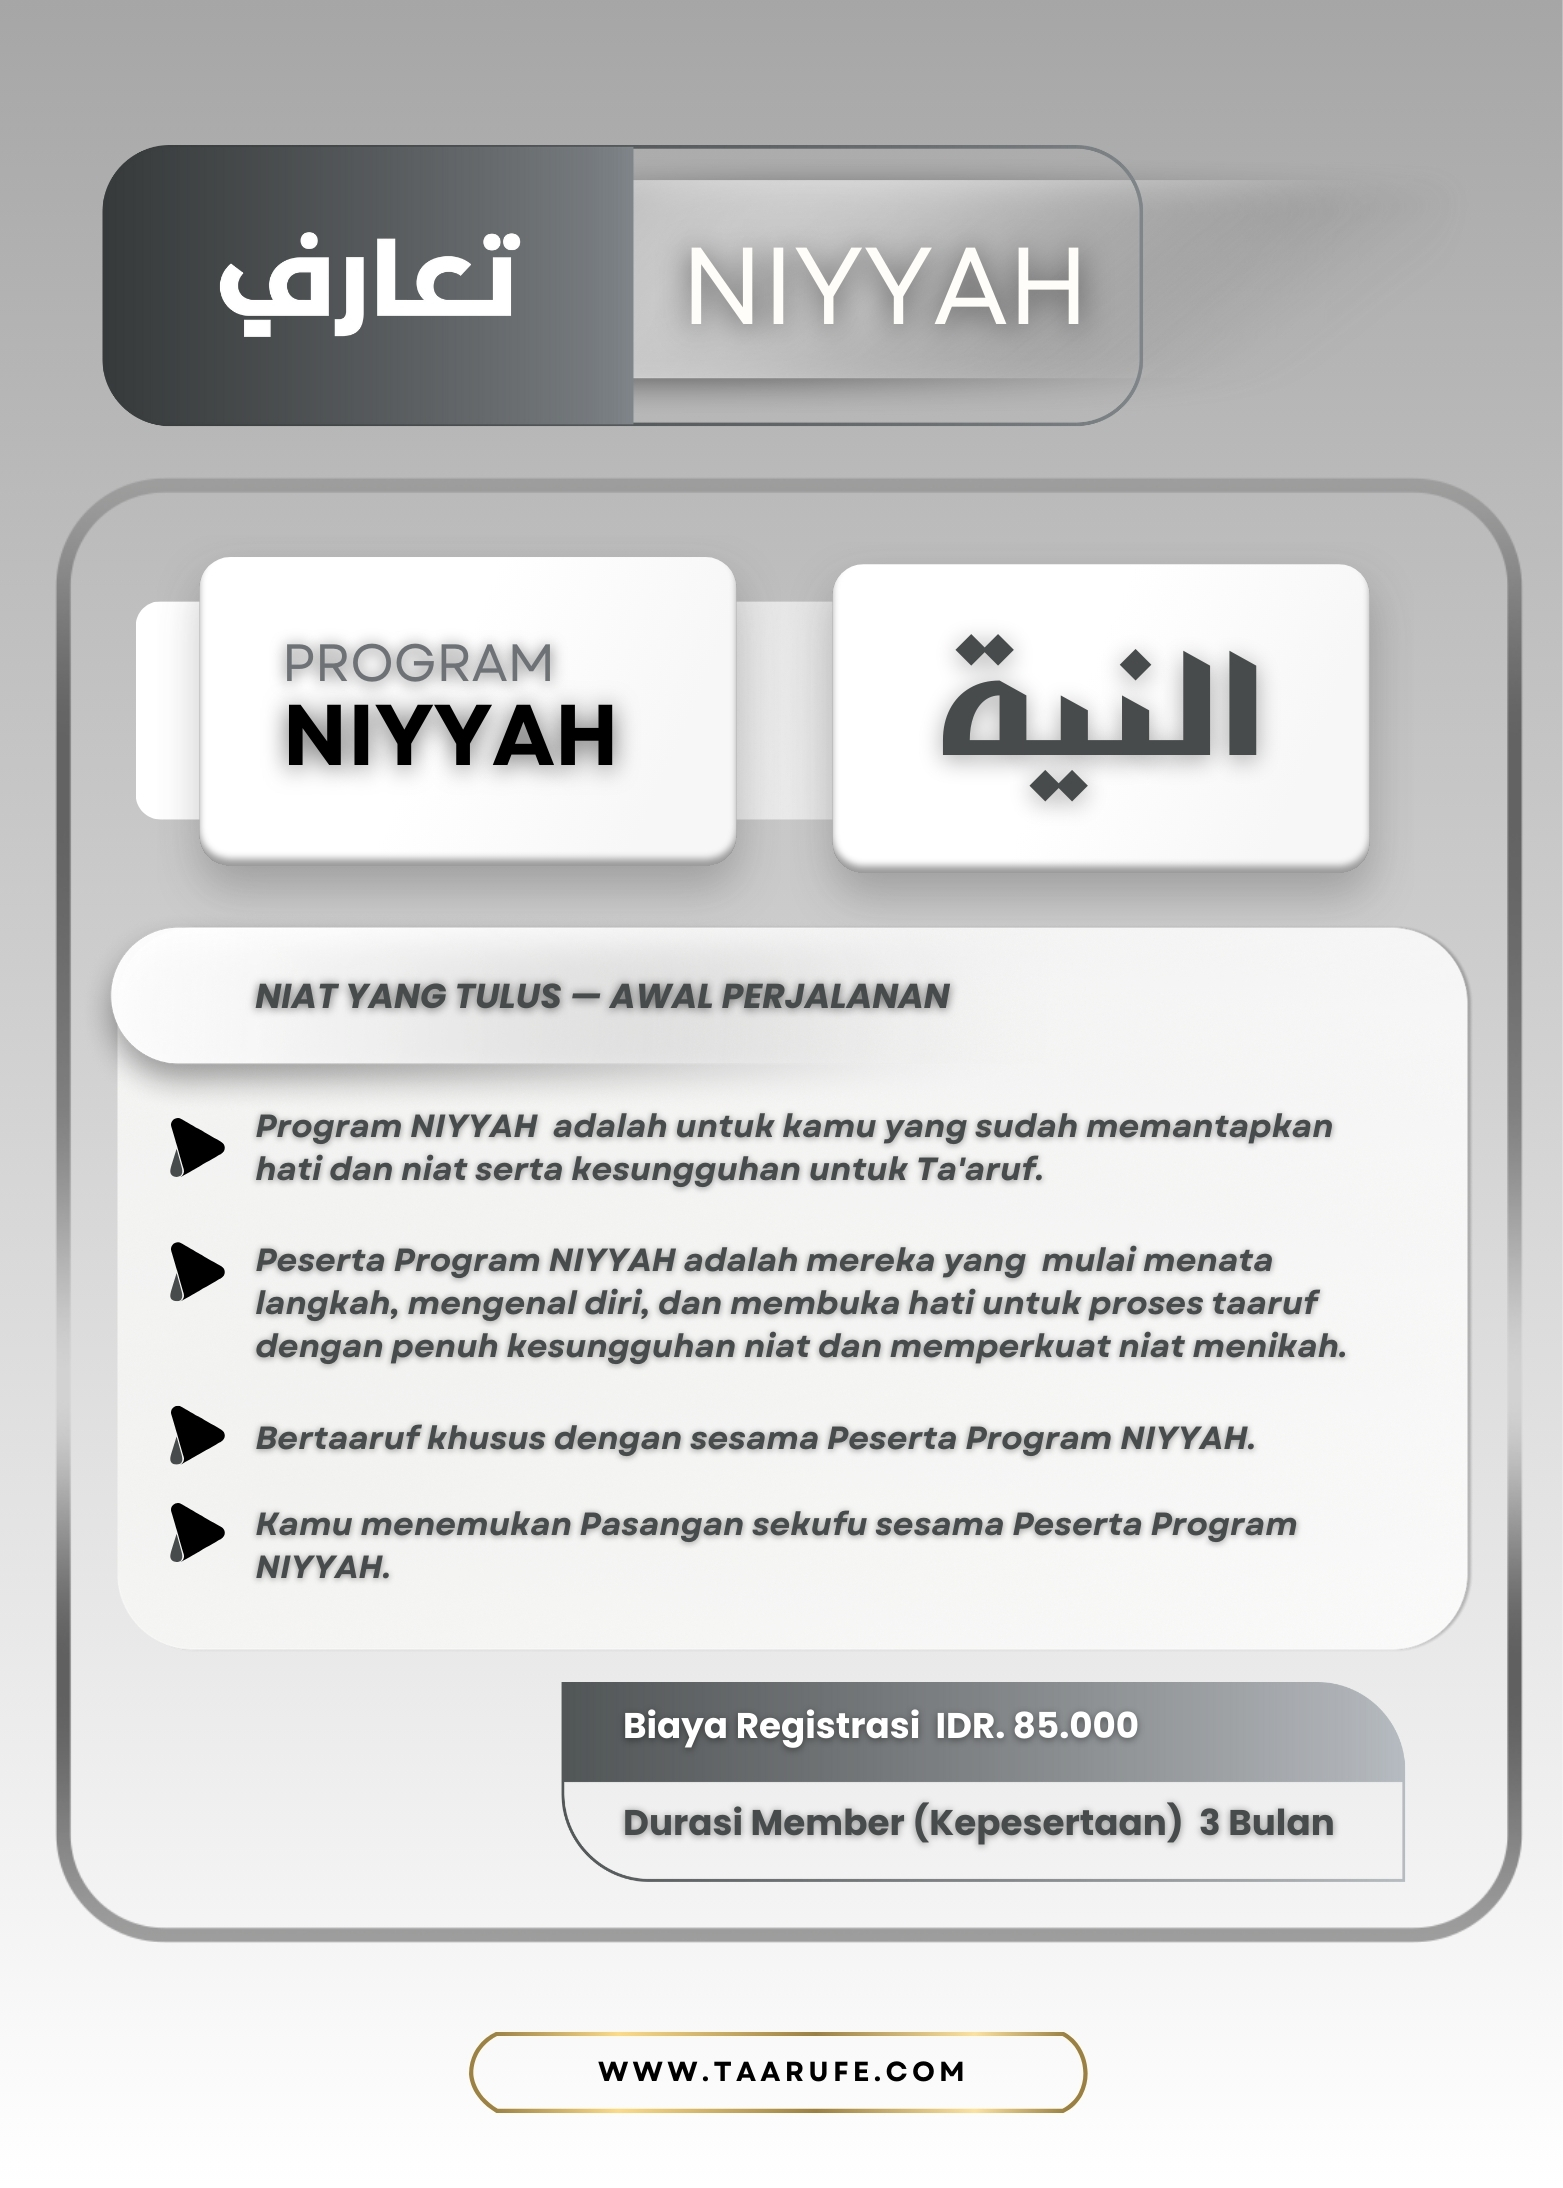 تعارفي
NIYYAH
PROGRAM
NIYYAH
النية
NIAT YANG TULUS — AWAL PERJALANAN
Program NIYYAH adalah untuk kamu yang sudah memantapkan
hati dan niat serta kesungguhan untuk Ta'aruf.
Peserta Program NIYYAH adalah mereka yang mulai menata
langkah, mengenal diri, dan membuka hati untuk proses taaruf
dengan penuh kesungguhan niat dan memperkuat niat menikah.
Bertaaruf khusus dengan sesama Peserta Program NIYYAH.
Kamu menemukan Pasangan sekufu sesama Peserta Program
NIYYAH.
Biaya Registrasi IDR. 85.000
Durasi Member (Kepesertaan) 3 Bulan
WWW.TAARUFE.COM